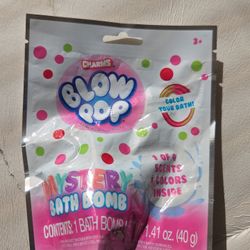 CHARMS
BLOW
POP
3+
COLOR
YOUR BATH!
MYSTERY
BATH BOMB
1 OF
SCENTS
COLORS
INSIDE
CONTENTS: 1 BATH BOMB
1.41 oz. (40 g)